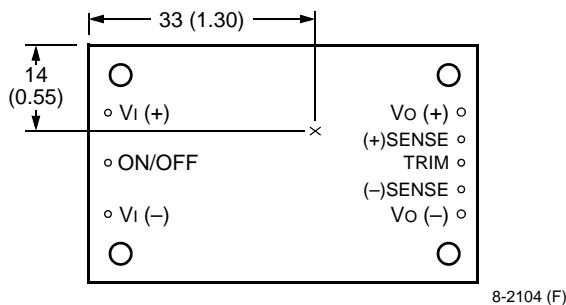 33 (1.30)
14
(0.55)
VI (+)
VO (+)
(+)SENSE
x
ON/OFF
TRIM
(–)SENSE
VI (–)
VO (–)
8-2104 (F)